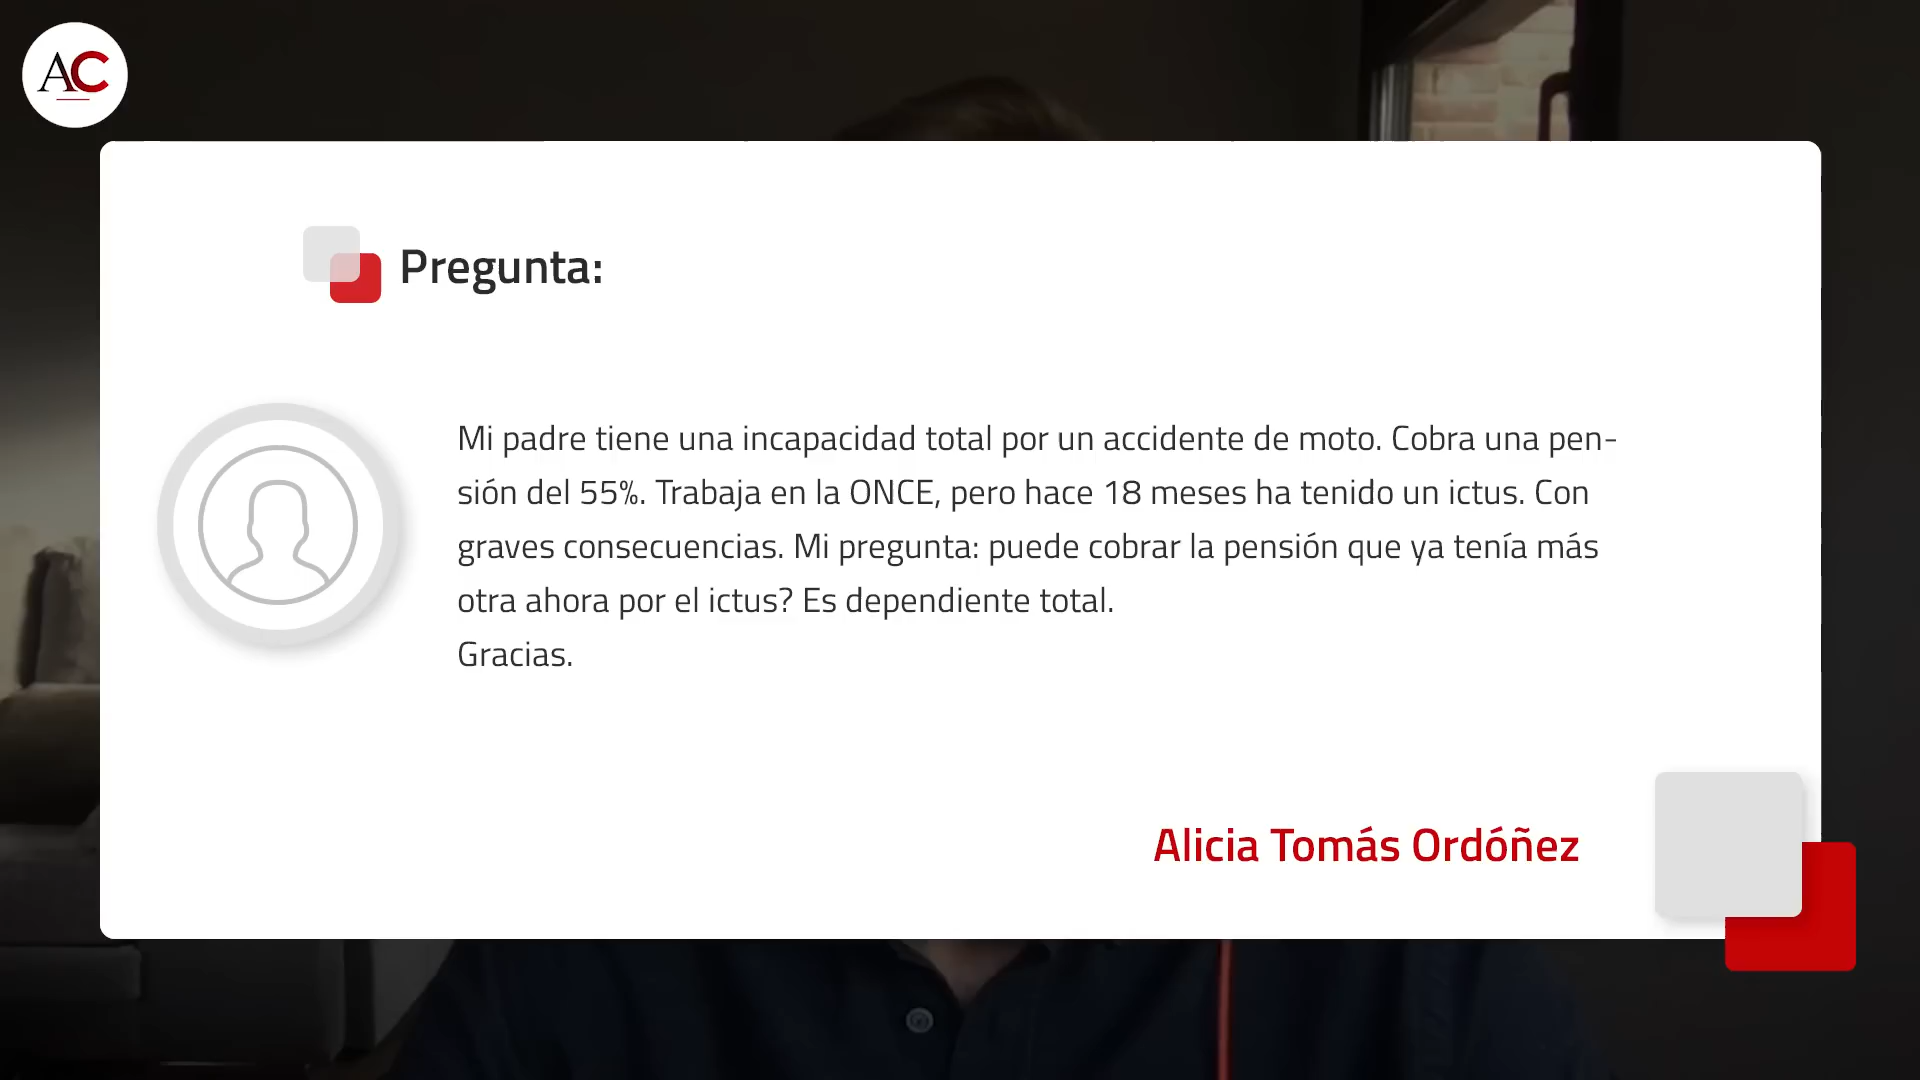 AC
Pregunta:
Mi padre tiene una incapacidad total por un accidente de moto. Cobra una pen-
sión del 55%. Trabaja en la ONCE, pero hace 18 meses ha tenido un ictus. Con
graves consecuencias. Mi pregunta: puede cobrar la pensión que ya tenía más
otra ahora por el ictus? Es dependiente total.
Gracias.
Alicia Tomás Ordóñez